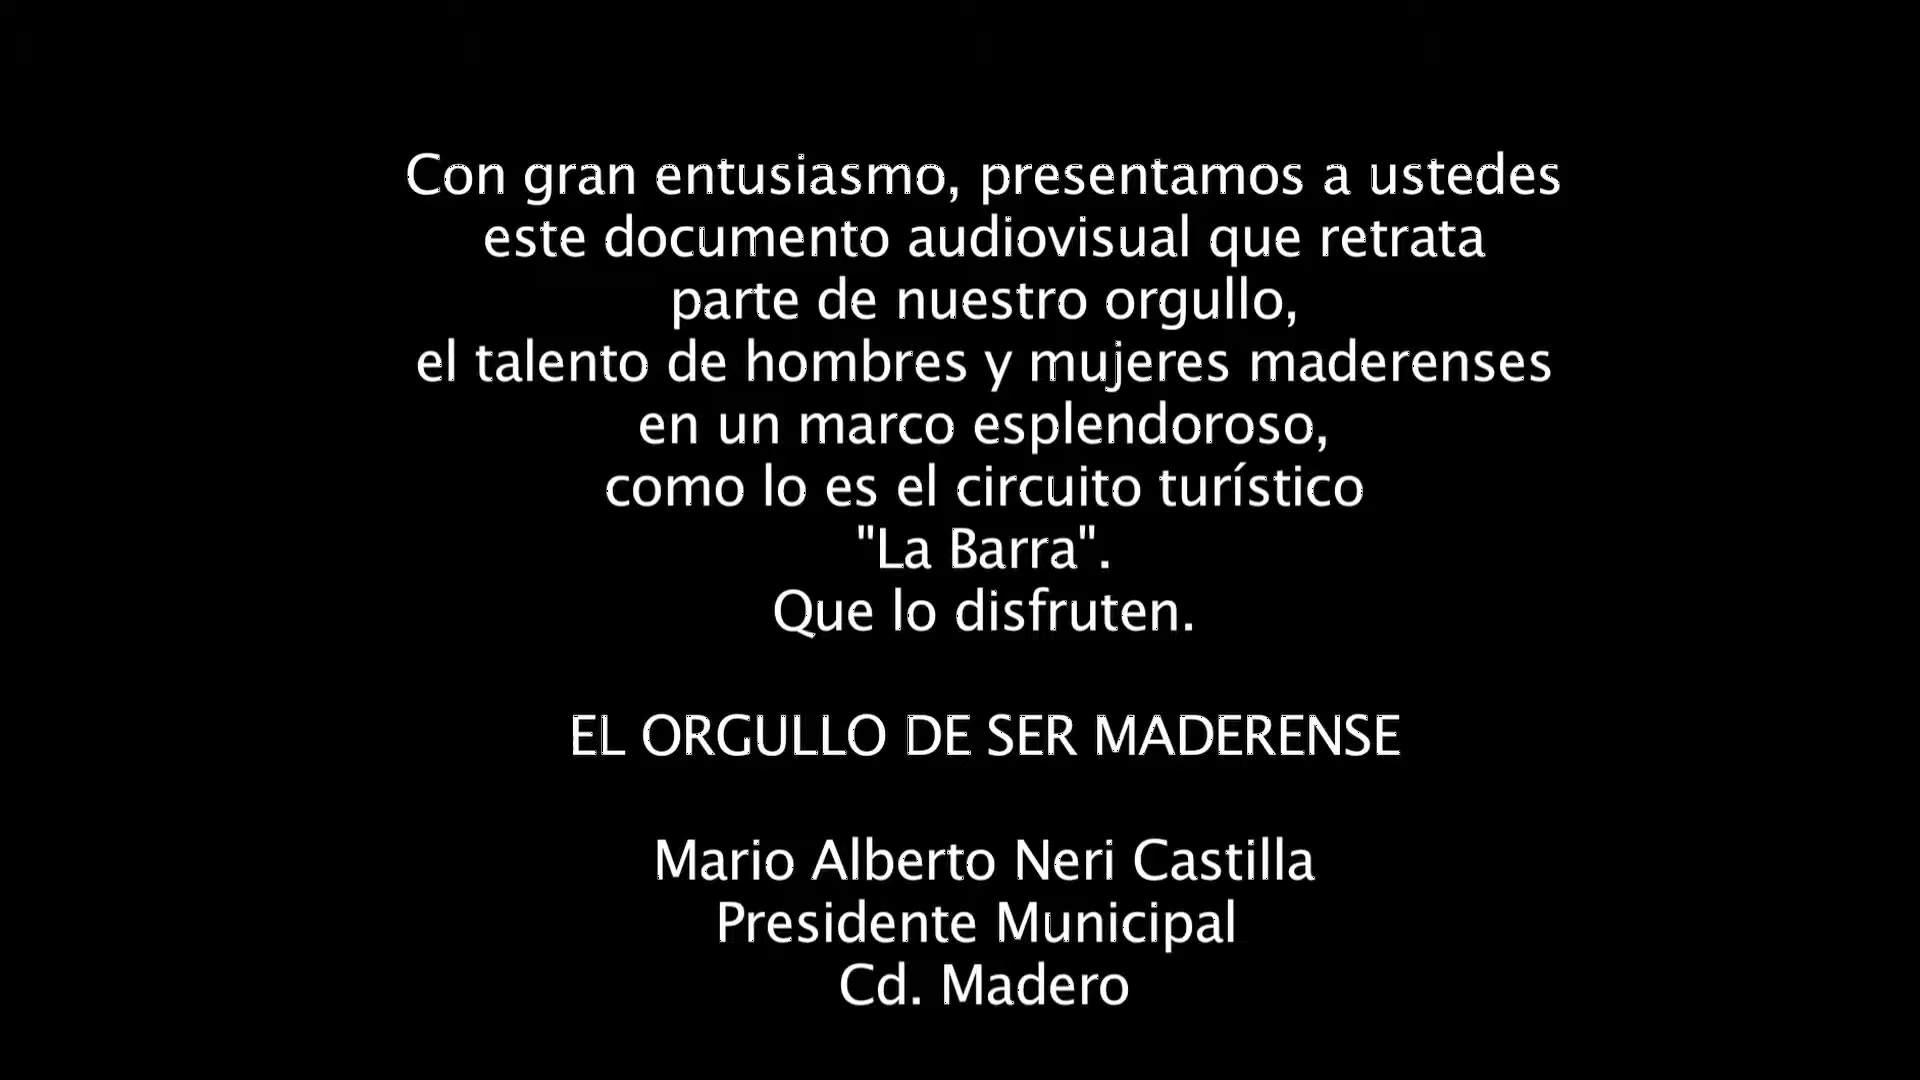 Con gran entusiasmo, presentamos a ustedes
este documento audiovisual que retrata
parte de nuestro orgullo,
el talento de hombres y mujeres maderenses
en un marco esplendoroso,
como lo es el circuito turístico
"La Barra".
Que lo disfruten.
EL ORGULLO DE SER MADERENSE
Mario Alberto Neri Castilla
Presidente Municipal
Cd. Madero